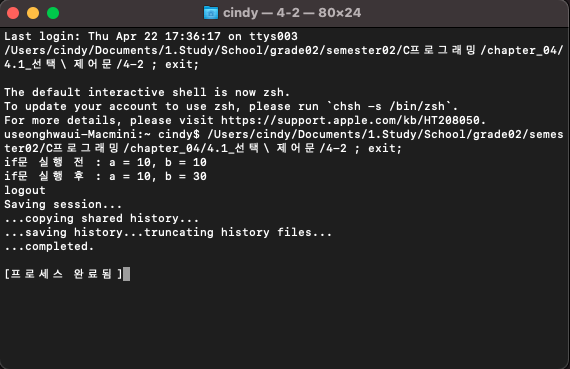 cindy — 4-2 — 80×24
Last login: Thu Apr 22 17:36:17 on ttys003
/Users/cindy/Documents/1.Study/School/grade02/semester02/C프로그래밍/chapter_04/
4.1_선택\ 제어문/4-2 ; exit;

The default interactive shell is now zsh.
To update your account to use zsh, please run `chsh -s /bin/zsh`.
For more details, please visit https://support.apple.com/kb/HT208050.
useonghwaui-Macmini:~ cindy$ /Users/cindy/Documents/1.Study/School/grade02/semes
ter02/C프로그래밍/chapter_04/4.1_선택\ 제어문/4-2 ; exit;
if문 실행 전 : a = 10, b = 10
if문 실행 후 : a = 10, b = 30
logout
Saving session...
...copying shared history...
...saving history...truncating history files...
...completed.

[프로세스 완료됨]